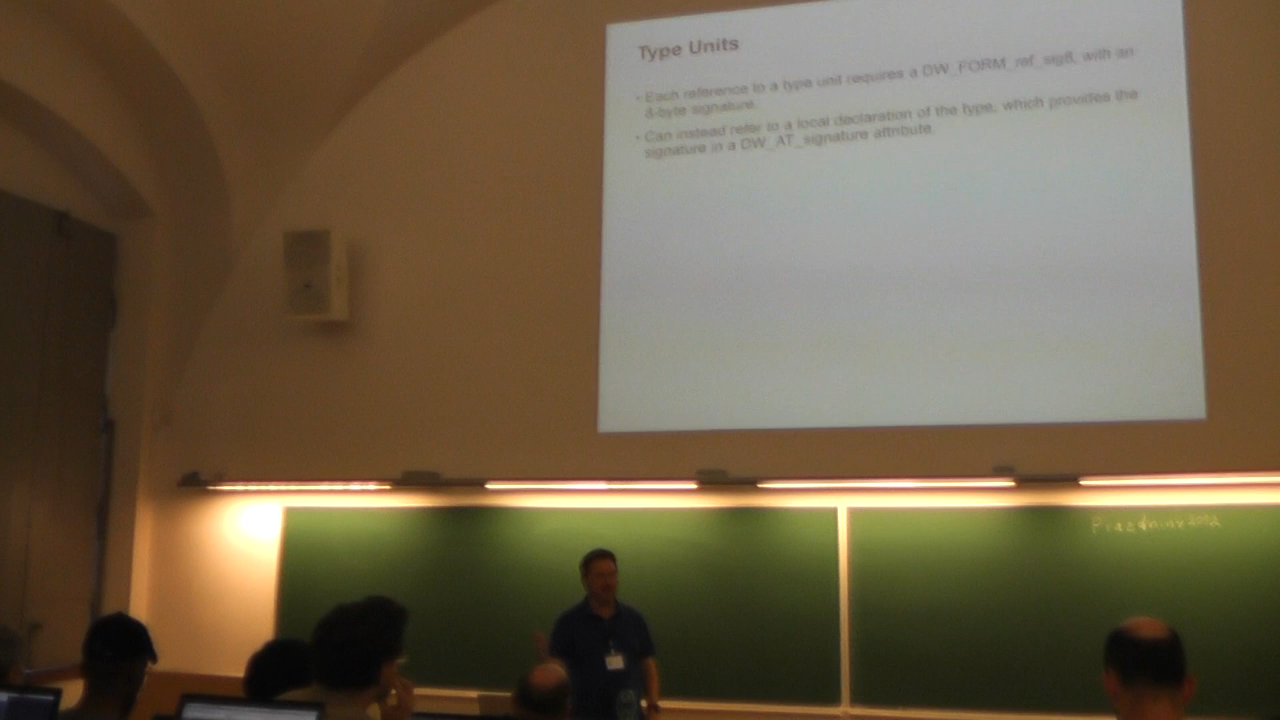 Type Units
• Each reference to a type unit requires a DW_FORM_ref_sig8, with an
8-byte signature.
• Can instead refer to a local declaration of the type, which provides the
signature in a DW_AT_signature attribute.